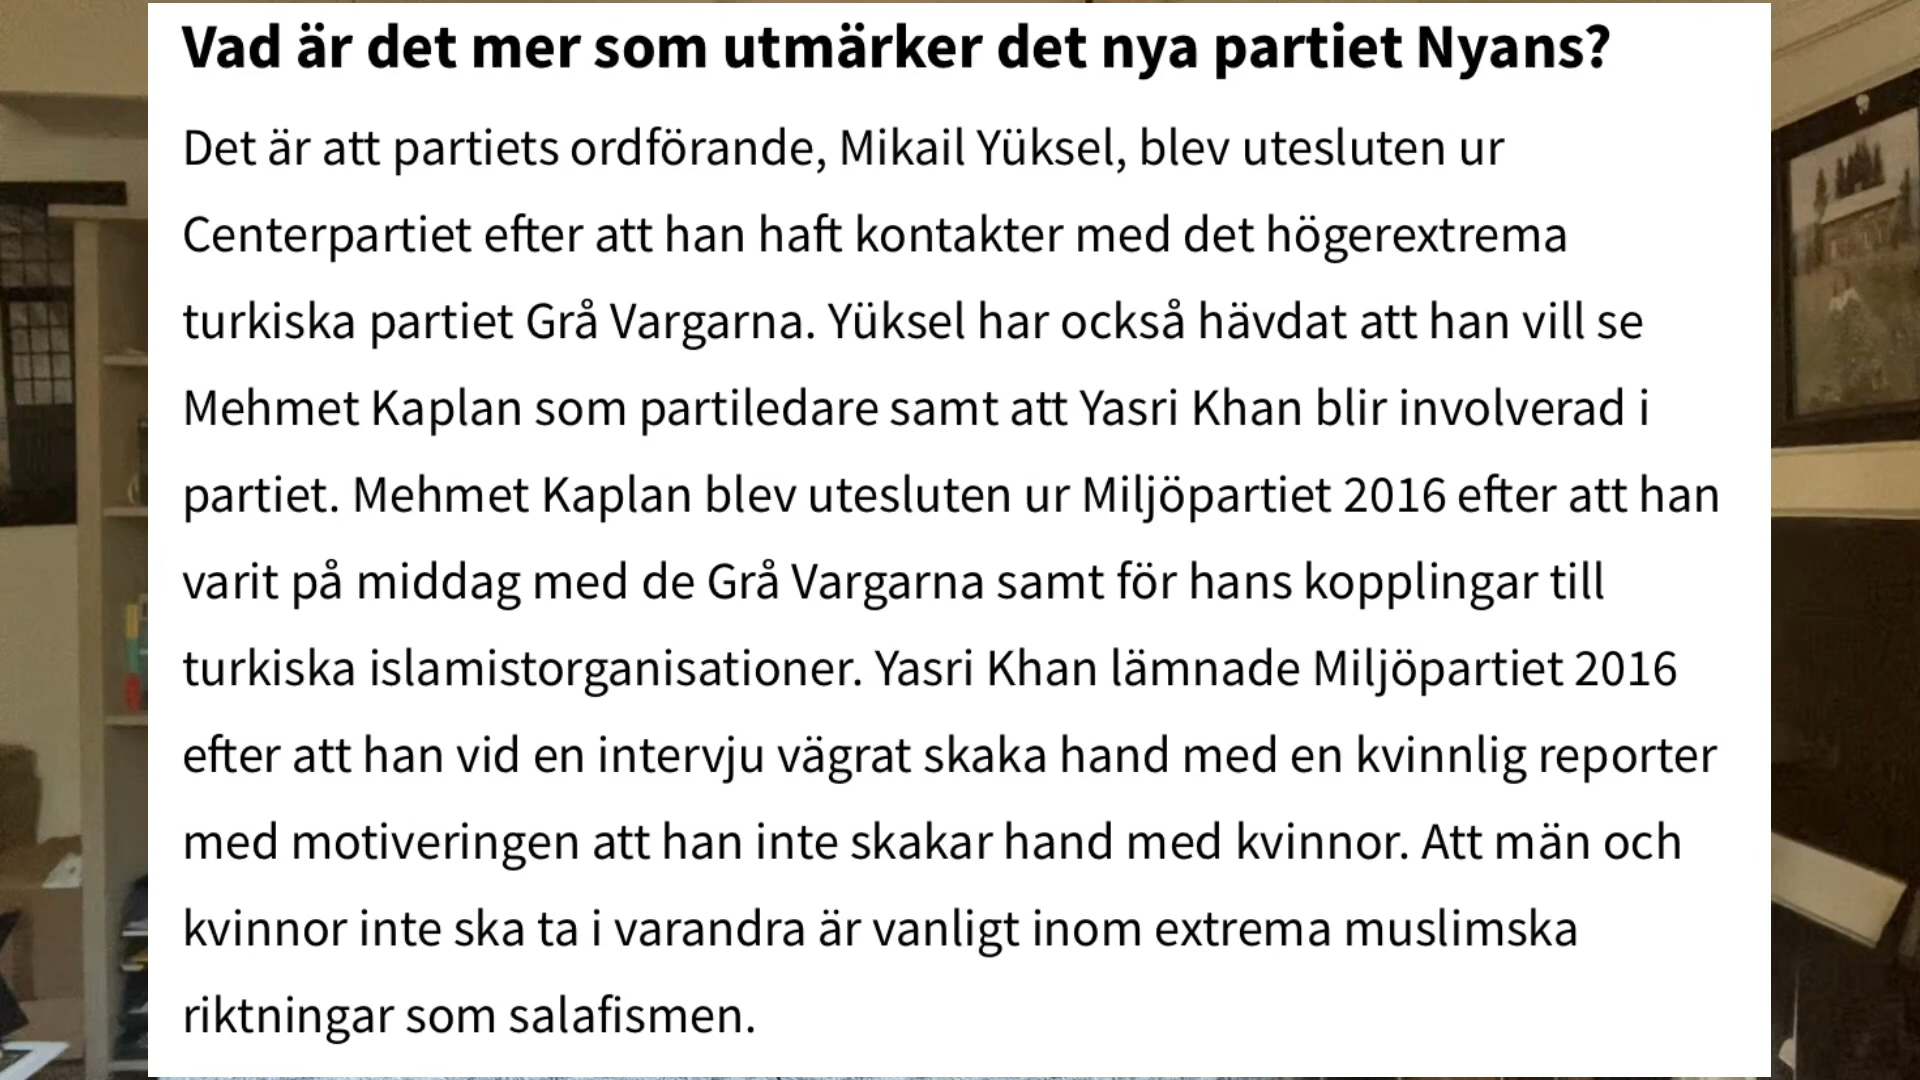 Vad är det mer som utmärker det nya partiet Nyans?
Det är att partiets ordförande, Mikail Yüksel, blev utesluten ur
Centerpartiet efter att han haft kontakter med det högerextrema
turkiska partiet Grå Vargarna. Yüksel har också hävdat att han vill se
Mehmet Kaplan som partiledare samt att Yasri Khan blir involverad i
partiet. Mehmet Kaplan blev utesluten ur Miljöpartiet 2016 efter att han
varit på middag med de Grå Vargarna samt för hans kopplingar till
turkiska islamistorganisationer. Yasri Khan lämnade Miljöpartiet 2016
efter att han vid en intervju vägrat skaka hand med en kvinnlig reporter
med motiveringen att han inte skakar hand med kvinnor. Att män och
kvinnor inte ska ta i varandra är vanligt inom extrema muslimska
riktningar som salafismen.